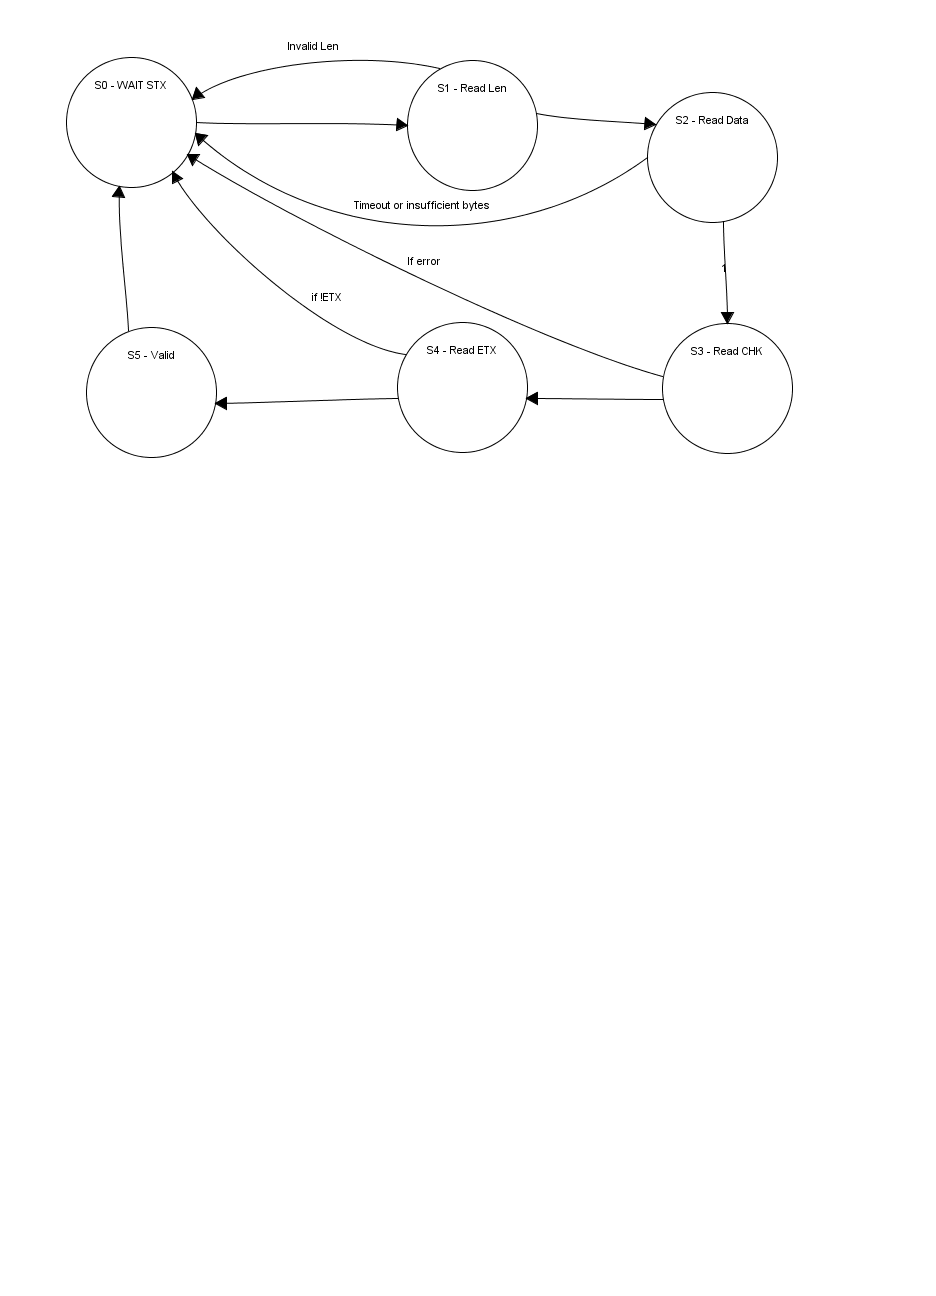 Invalid Len
S0 - WAIT STX
S1 - Read Len
S2 - Read Data
Timeout or insufficient bytes
If error
1
if !ETX
S5 - Valid
S4 - Read ETX
S3 - Read CHK